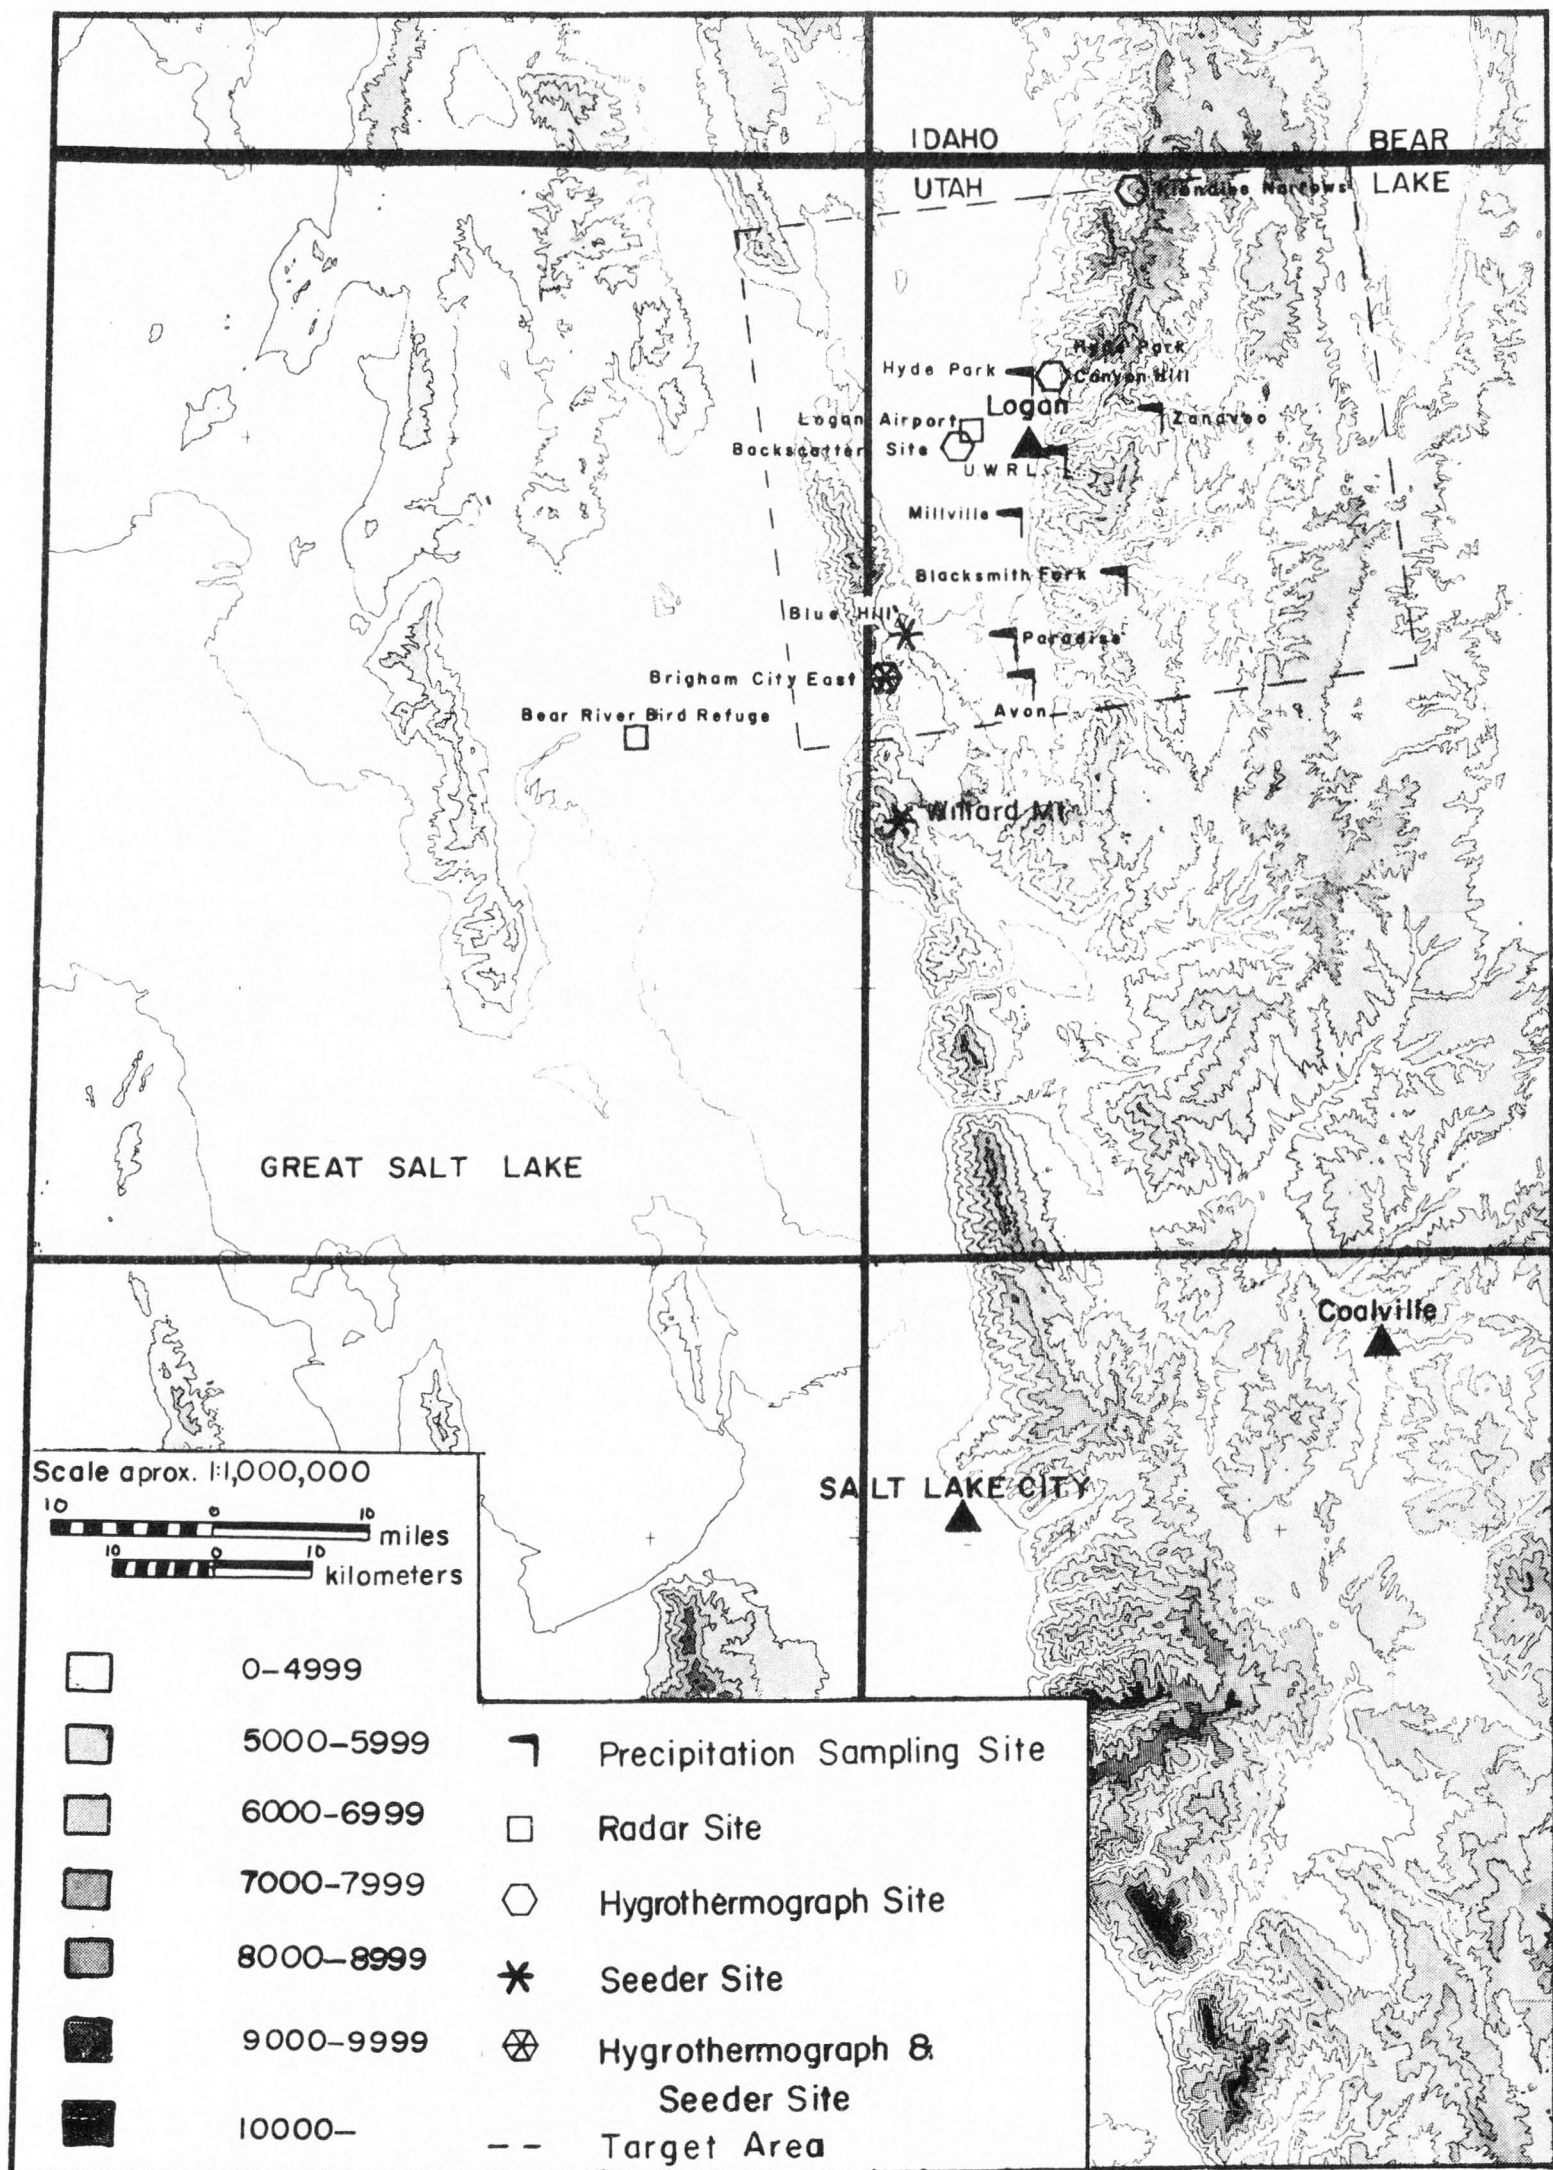 IDAHO
BEAR
UTAH
LAKE
Klondike Narrows
Hyde Park
Canyon Hill
Hyde Park
Logan
Logan Airport
Zanavoo
Backscatter Site
U.W.R.L.
Millville
Blacksmith Fork
Blue Hill
Paradise
Brigham City East
Avon
Bear River Bird Refuge
Willard Mt.
GREAT SALT LAKE
Coalville
Scale aprox. 1:1,000,000
10 0 10
miles
10 0 10
kilometers
SALT LAKE CITY
0-4999
5000-5999
6000-6999
7000-7999
8000-8999
9000-9999
10000-
Precipitation Sampling Site
Radar Site
Hygrothermograph Site
Seeder Site
Hygrothermograph &
Seeder Site
Target Area